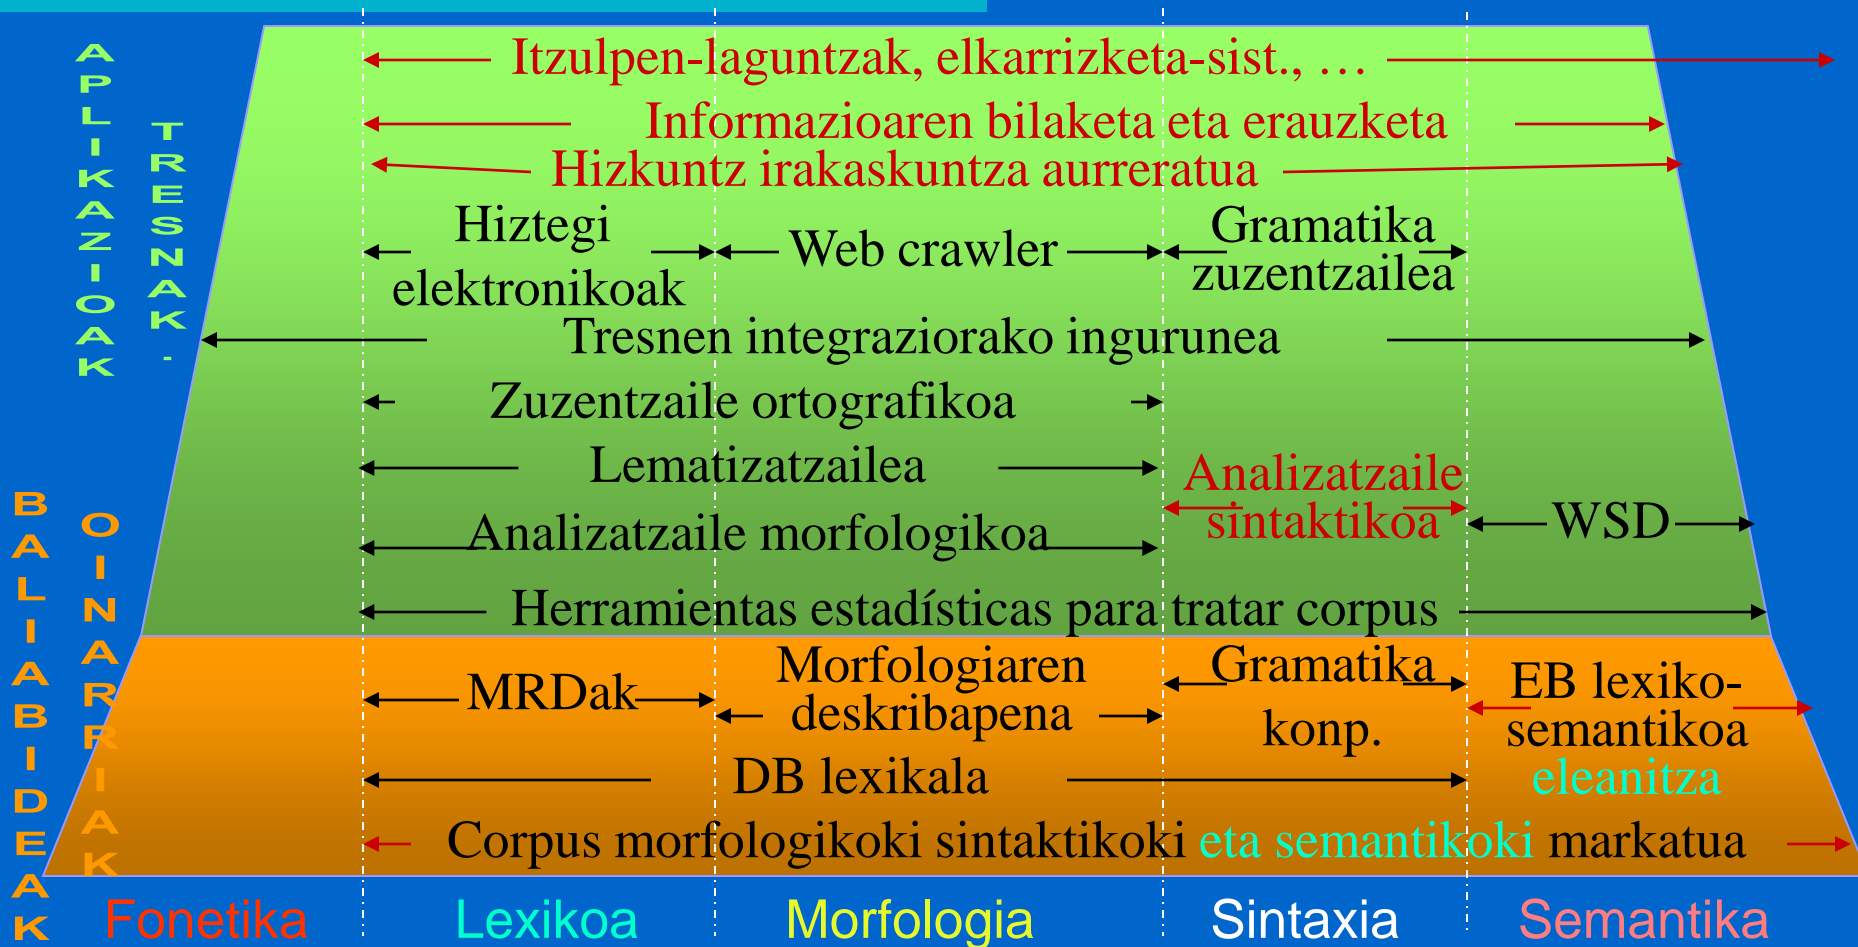 APLIKAZIOAK
TRESNAK -
Itzulpen-laguntzak, elkarrizketa-sist., …
Informazioaren bilaketa eta erauzketa
Hizkuntz irakaskuntza aurreratua
Hiztegi
elektronikoak
Web crawler
Gramatika
zuzentzailea
Tresnen integraziorako ingurunea
Zuzentzaile ortografikoa
Lematizatzailea
Analizatzaile
sintaktikoa
Analizatzaile morfologikoa
WSD
Herramientas estadísticas para tratar corpus
BALIABIDEAK
OINARRIAK
MRDak
Morfologiaren
deskribapena
Gramatika
konp.
EB lexiko-
semantikoa
eleanitza
DB lexikala
Corpus morfologikoki sintaktikoki eta semantikoki markatua
Fonetika
Lexikoa
Morfologia
Sintaxia
Semantika